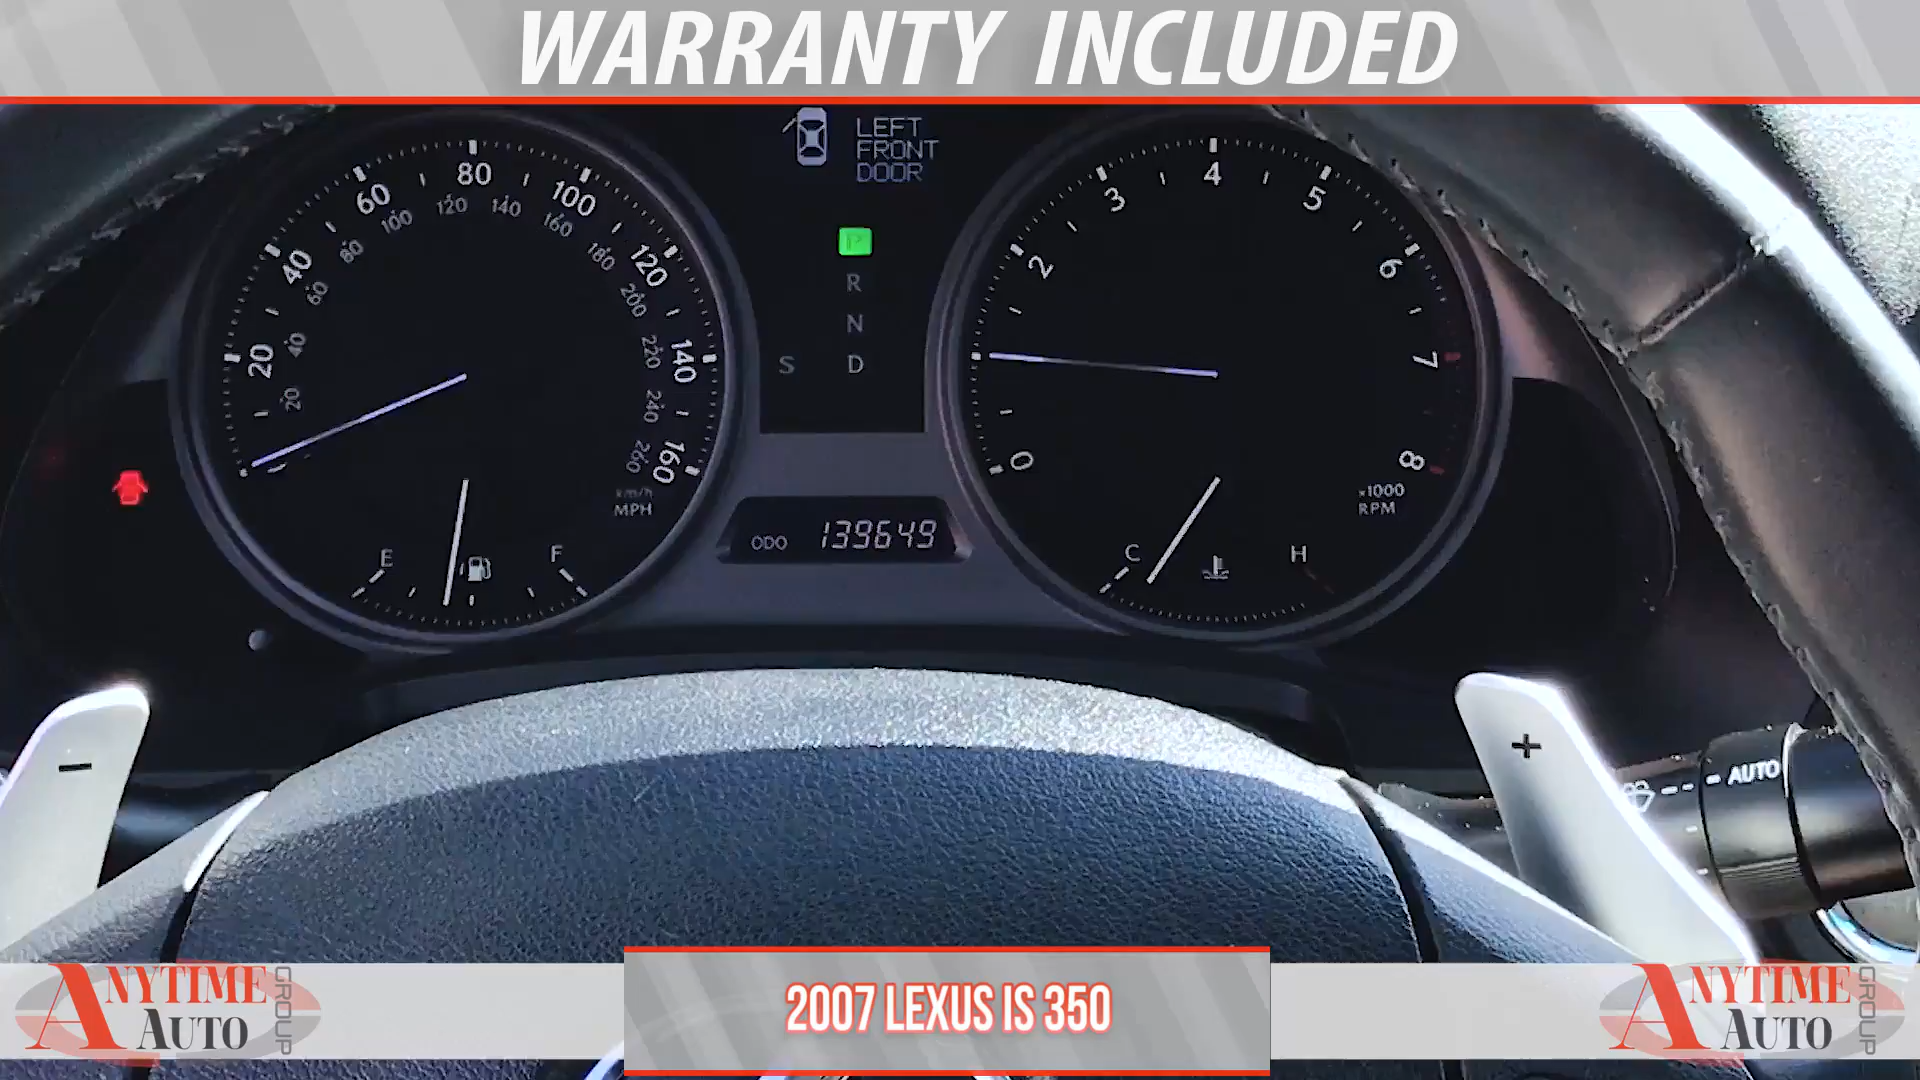 WARRANTY INCLUDED
LEFT
FRONT
DOOR
P
R
N
S D
20 40 60 80 100 120 140 160
20 40 60 80 100 120 140 160 180 200 220 240 260
km/h
MPH
E F
ODO 139649
0 2 3 4 5 6 7 8
×1000
RPM
C H
-
+
AUTO
ANYTIME
AUTO
GROUP
2007 LEXUS IS 350
ANYTIME
AUTO
GROUP